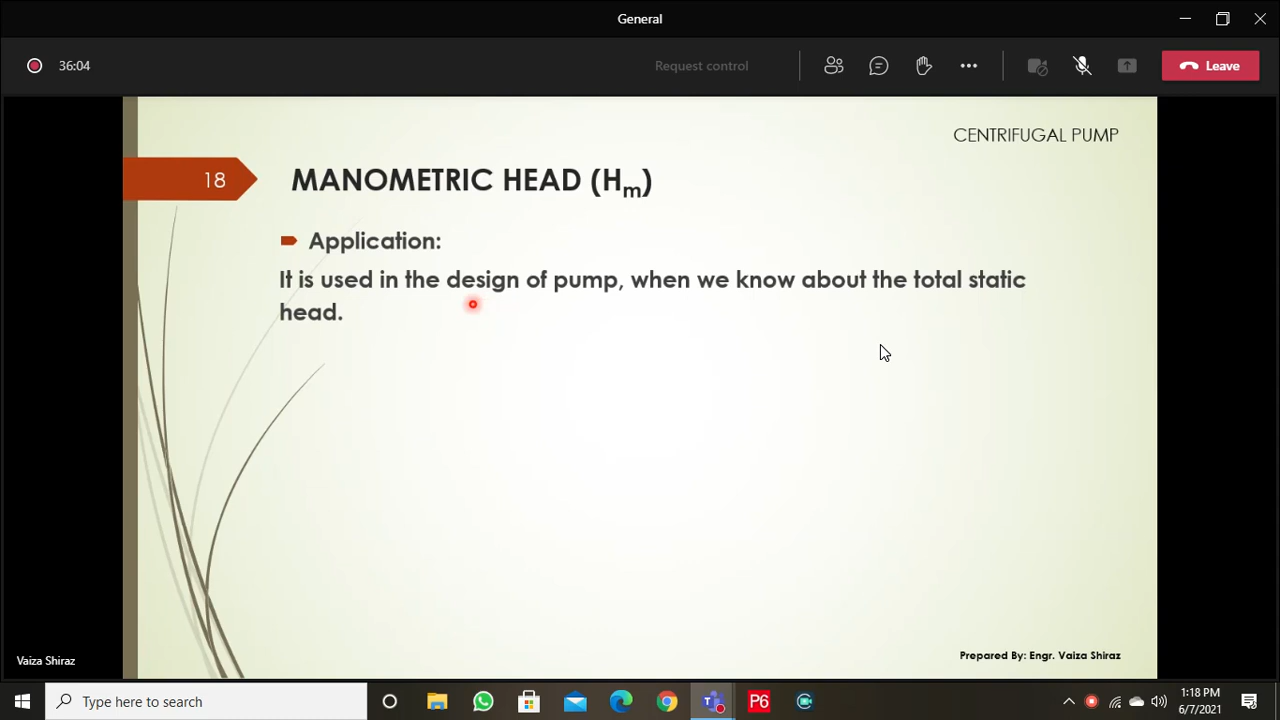 General
36:04
Request control
Leave
CENTRIFUGAL PUMP
18
MANOMETRIC HEAD (Hm)
Application:
It is used in the design of pump, when we know about the total static
head.
Vaiza Shiraz
Prepared By: Engr. Vaiza Shiraz
Type here to search
P6
1:18 PM
6/7/2021